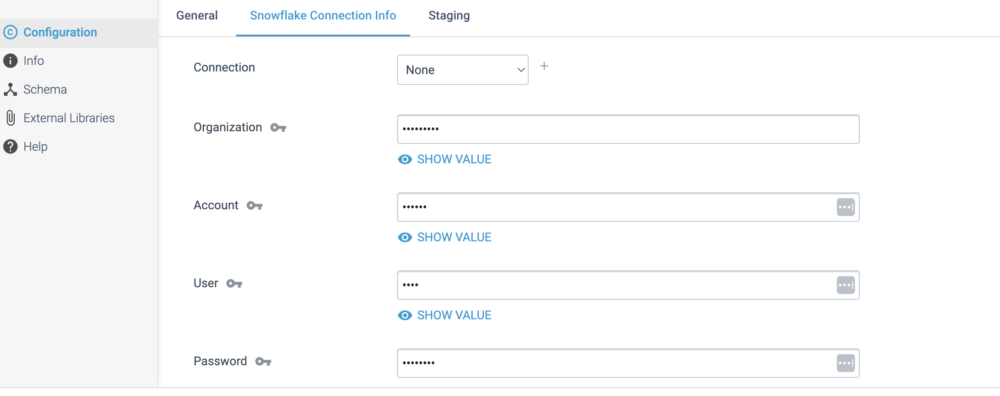 General
Snowflake Connection Info
Staging
Configuration
Info
Schema
External Libraries
Help
Connection
None
Organization
•••••••••
SHOW VALUE
Account
••••••
SHOW VALUE
User
••••
SHOW VALUE
Password
••••••••